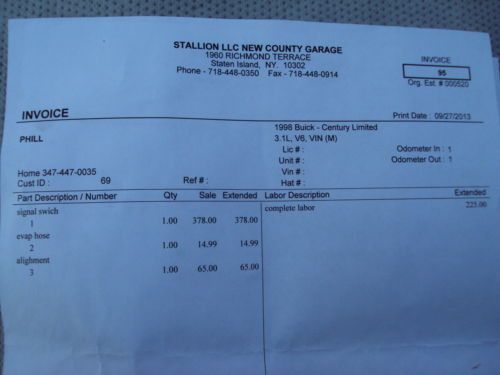 STALLION LLC NEW COUNTY GARAGE
1960 RICHMOND TERRACE
Staten Island, NY. 10302
Phone - 718-448-0350 Fax - 718-448-0914
INVOICE
95
Org. Est. # 000520
INVOICE
Print Date : 09/27/2013
PHILL
1998 Buick - Century Limited
3.1L, V6, VIN (M)
Lic # : Odometer In : 1
Unit # : Odometer Out : 1
Home 347-447-0035 Vin # :
Cust ID : 69 Ref # : Hat # :
Part Description / Number Qty Sale Extended Labor Description Extended
signal swich complete labor 225.00
1 1.00 378.00 378.00
evap hose
2 1.00 14.99 14.99
alighment
3 1.00 65.00 65.00